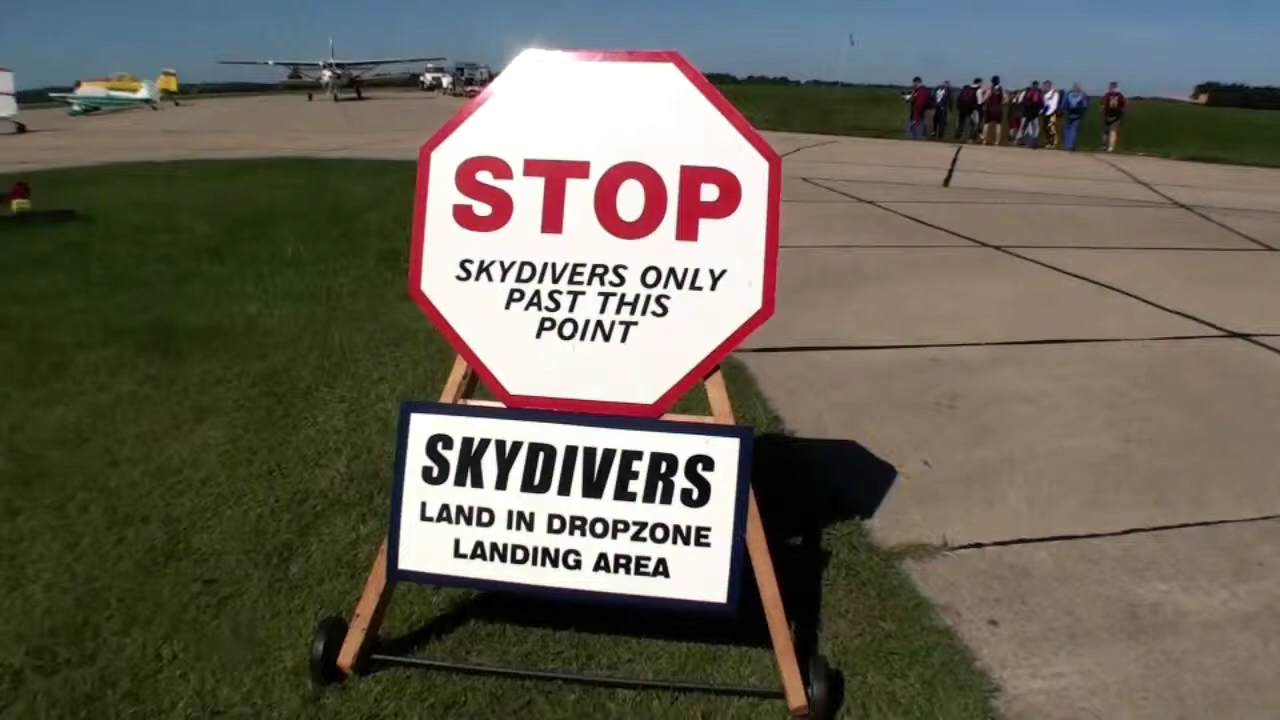 STOP
SKYDIVERS ONLY
PAST THIS
POINT
SKYDIVERS
LAND IN DROPZONE
LANDING AREA